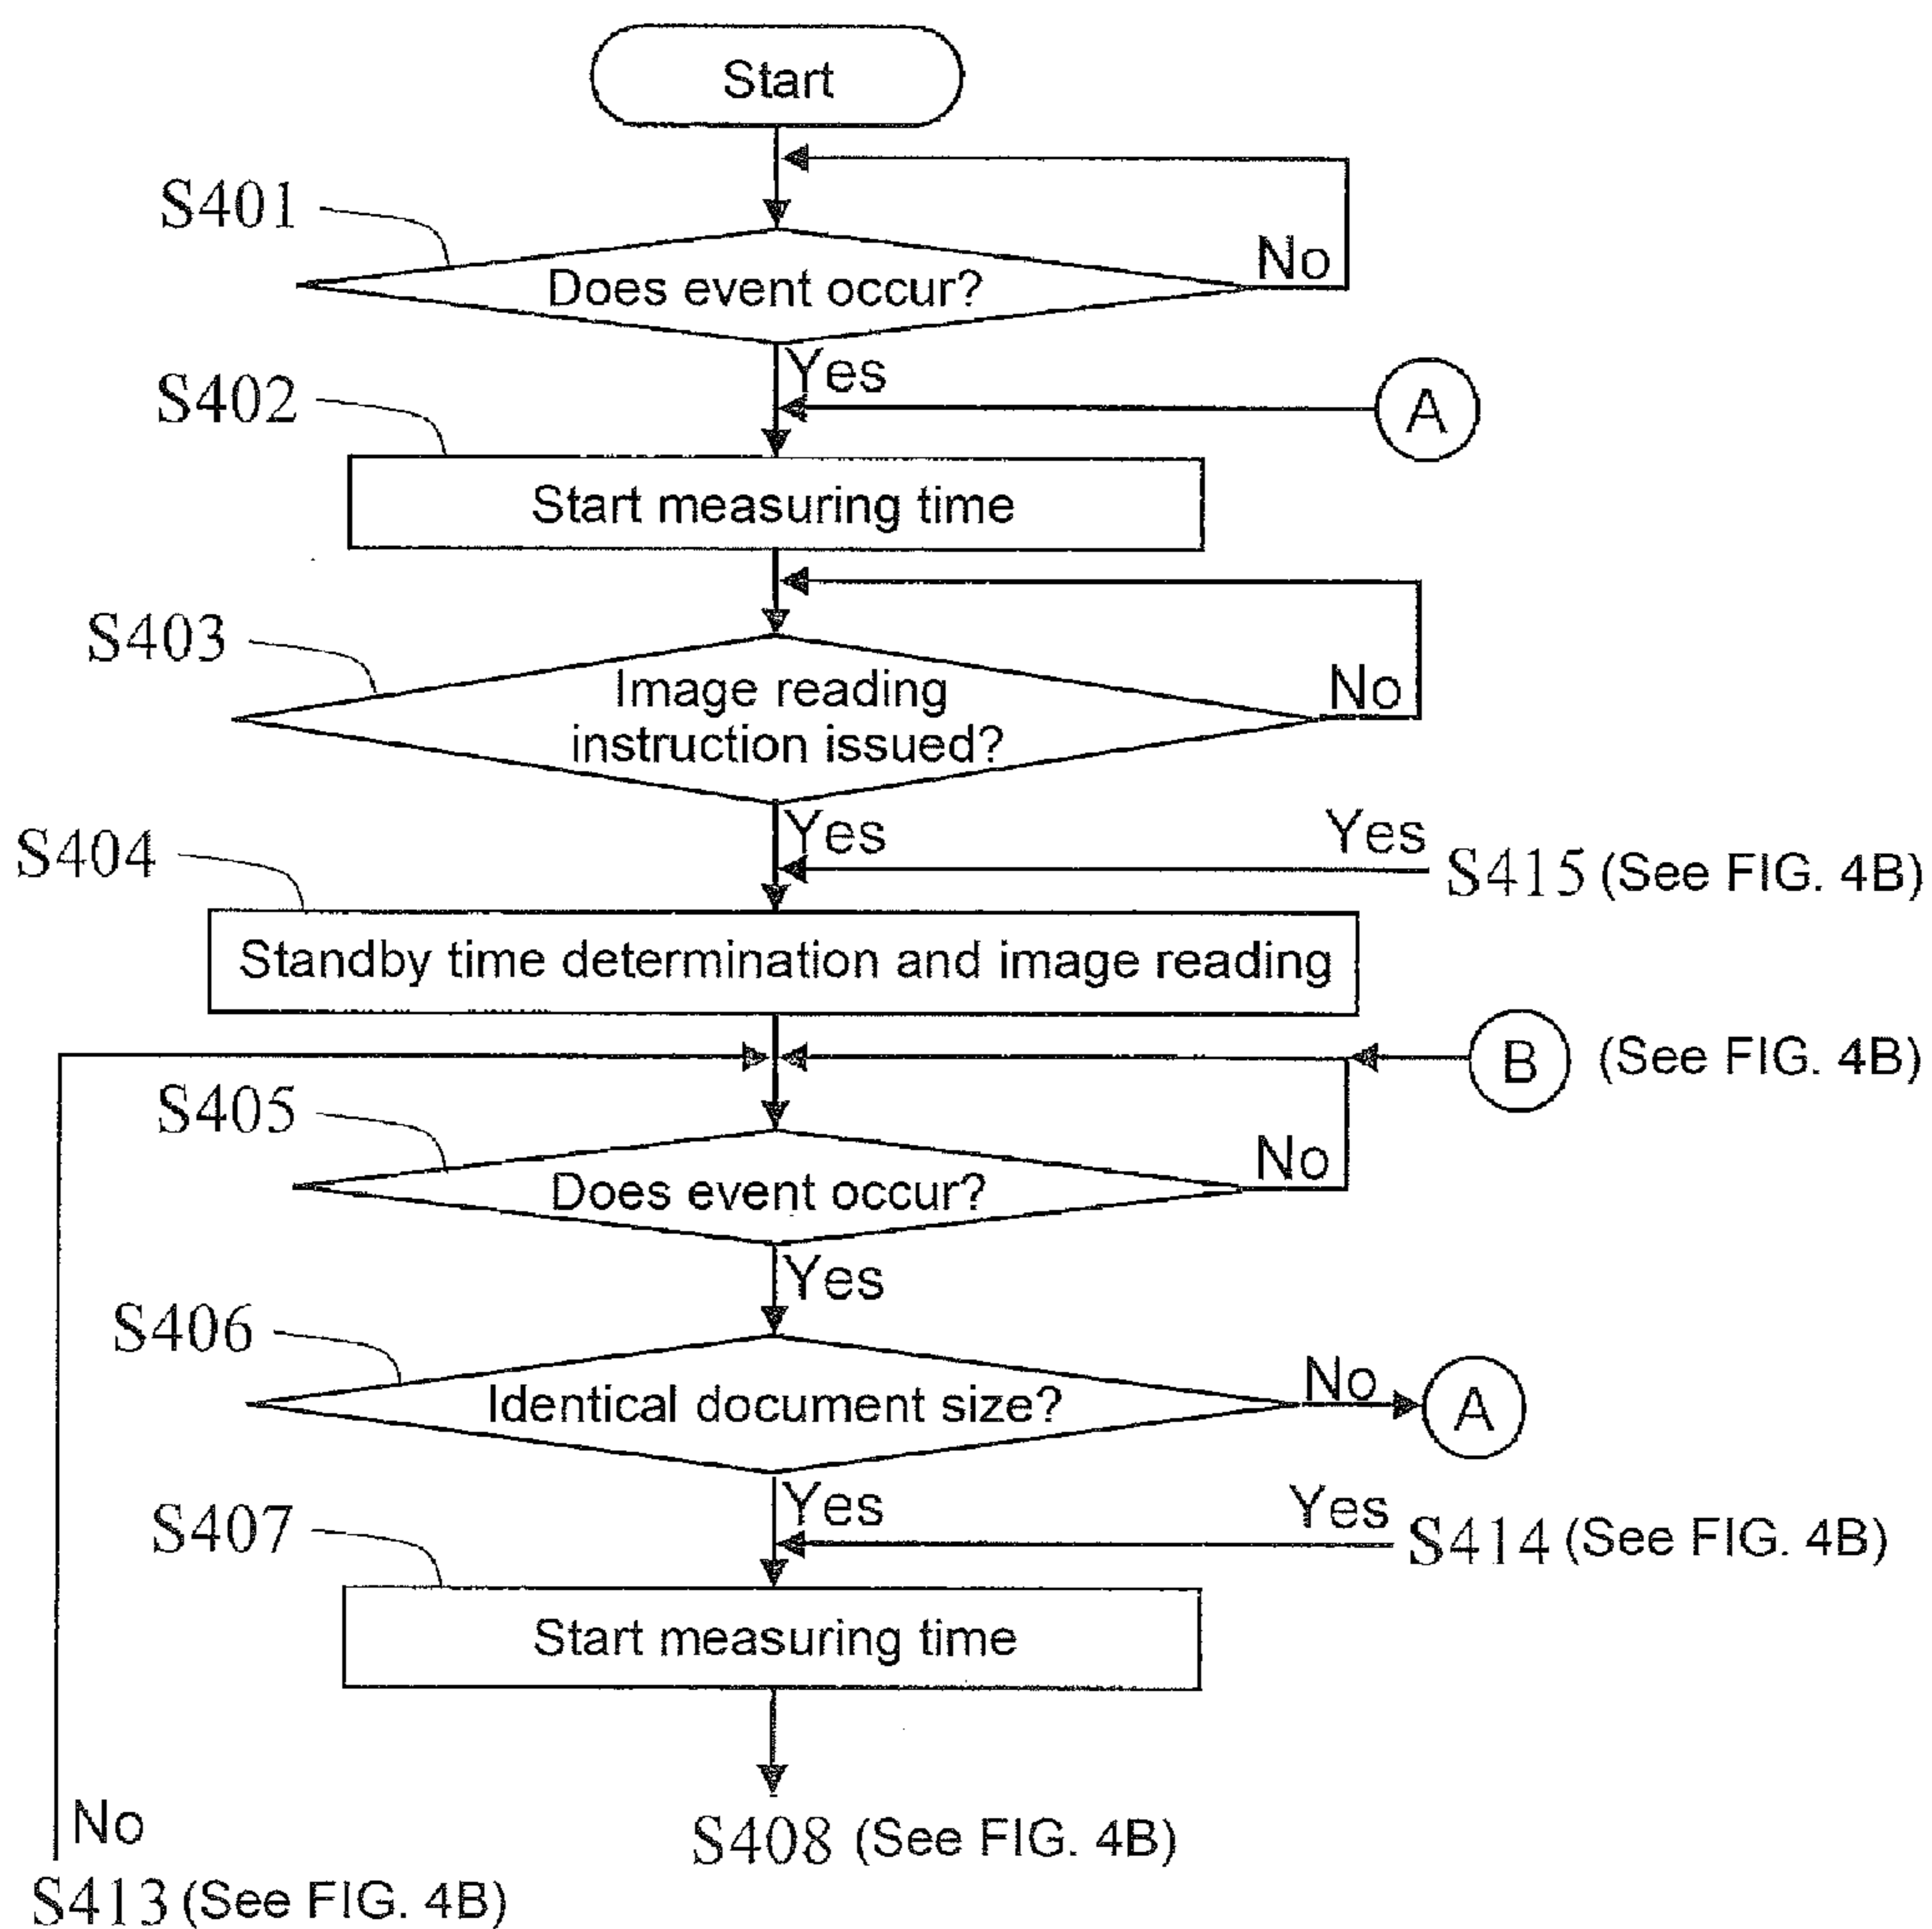 Start
S401
No
Does event occur?
Yes
S402
A
Start measuring time
S403
Image reading
No
instruction issued?
Yes
Yes
S404
S415 (See FIG. 4B)
Standby time determination and image reading
B (See FIG. 4B)
S405
No
Does event occur?
Yes
S406
No
Identical document size?
A
Yes
Yes
S407
S414 (See FIG. 4B)
Start measuring time
No
S408 (See FIG. 4B)
S413 (See FIG. 4B)